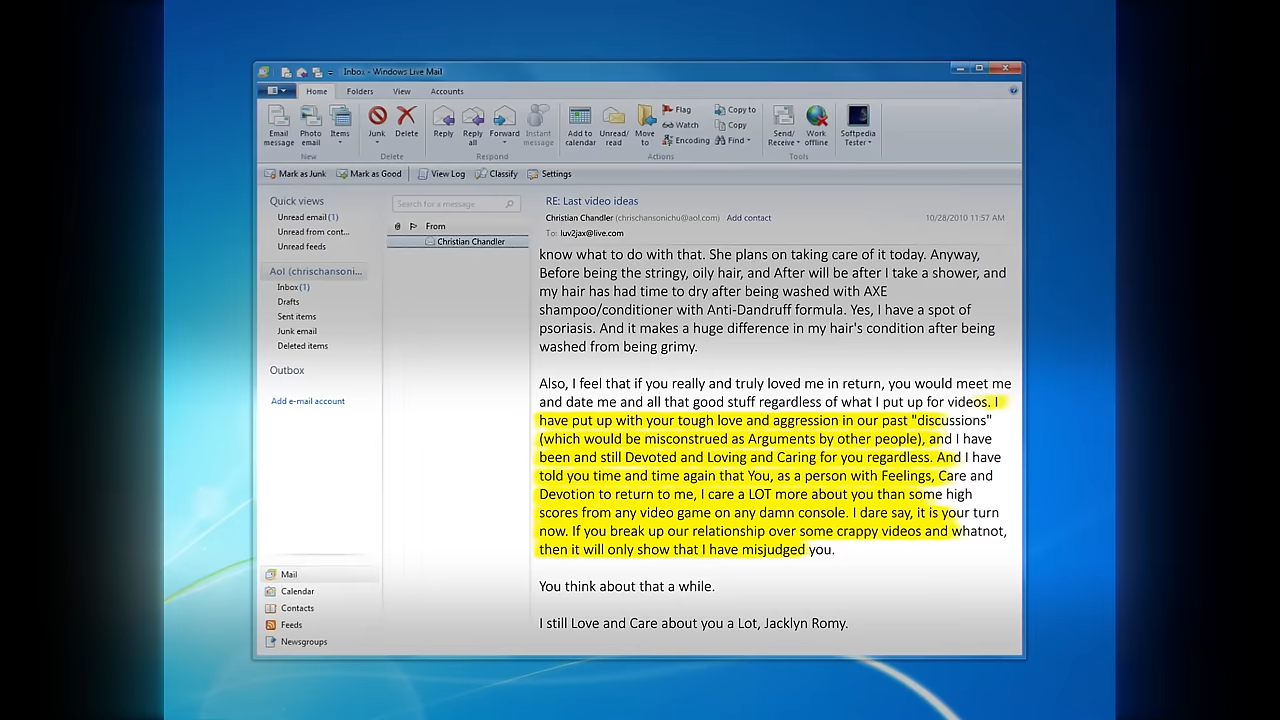 Inbox - Windows Live Mail
Home Folders View Accounts
Email message
Photo email
Items
Junk
Delete
Reply
Reply all
Forward
Instant message
Add to calendar
Unread/ read
Move to
Flag
Watch
Encoding
Copy to
Copy
Find
Send/ Receive
Work offline
Softpedia Tester
New Delete Respond Actions Tools
Mark as Junk Mark as Good View Log Classify Settings
Quick views
Unread email (1)
Unread from cont...
Unread feeds
Aol (chrischansoni...
Inbox (1)
Drafts
Sent items
Junk email
Deleted items
Outbox
Add e-mail account
Mail
Calendar
Contacts
Feeds
Newsgroups
Search for a message
From
Christian Chandler
RE: Last video ideas
Christian Chandler (chrischansonichu@aol.com) Add contact 10/28/2010 11:57 AM
To: luv2jax@live.com
know what to do with that. She plans on taking care of it today. Anyway,
Before being the stringy, oily hair, and After will be after I take a shower, and
my hair has had time to dry after being washed with AXE
shampoo/conditioner with Anti-Dandruff formula. Yes, I have a spot of
psoriasis. And it makes a huge difference in my hair's condition after being
washed from being grimy.
Also, I feel that if you really and truly loved me in return, you would meet me
and date me and all that good stuff regardless of what I put up for videos. I
have put up with your tough love and aggression in our past "discussions"
(which would be misconstrued as Arguments by other people), and I have
been and still Devoted and Loving and Caring for you regardless. And I have
told you time and time again that You, as a person with Feelings, Care and
Devotion to return to me, I care a LOT more about you than some high
scores from any video game on any damn console. I dare say, it is your turn
now. If you break up our relationship over some crappy videos and whatnot,
then it will only show that I have misjudged you.
You think about that a while.
I still Love and Care about you a Lot, Jacklyn Romy.